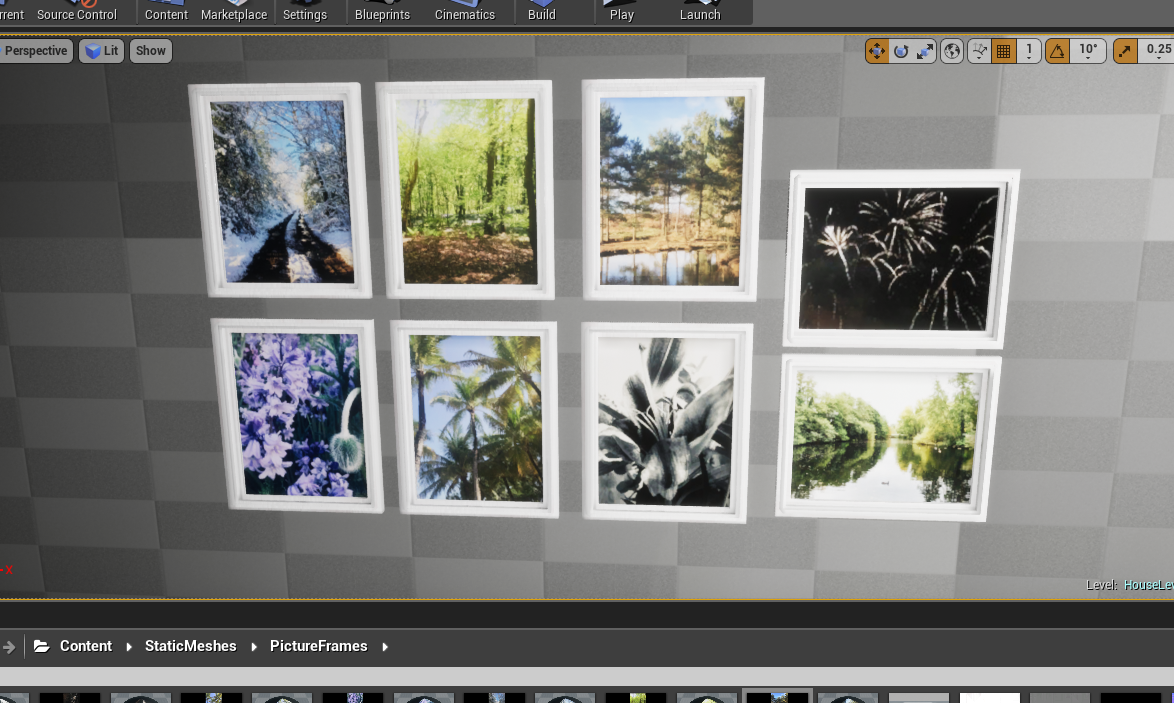 rrent Source Control Content Marketplace Settings Blueprints Cinematics Build Play Launch
Perspective Lit Show 1 10° 0.25
-X
Level: HouseLev
Content StaticMeshes PictureFrames